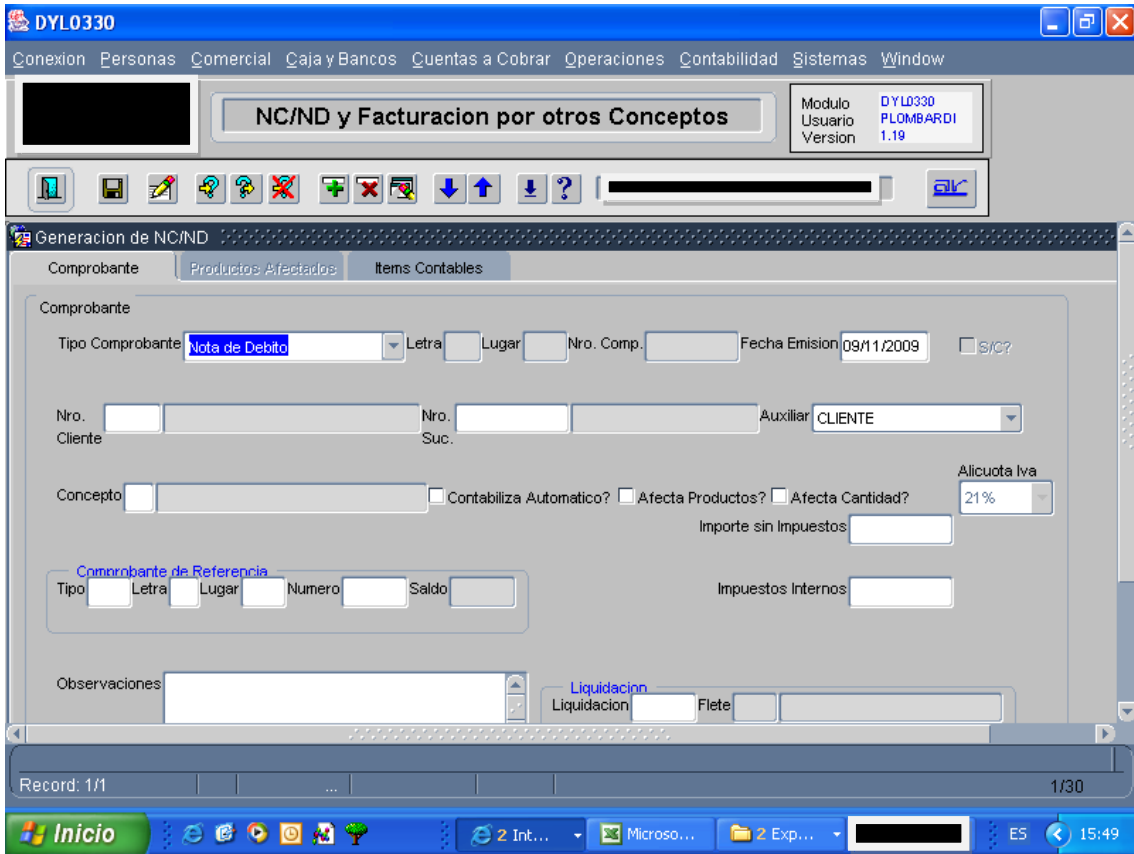 DYL0330
Conexion Personas Comercial Caja y Bancos Cuentas a Cobrar Operaciones Contabilidad Sistemas Window
NC/ND y Facturacion por otros Conceptos
Modulo DYL0330
Usuario PLOMBARDI
Version 1.19
?
ar
Generacion de NC/ND
Comprobante Productos Afectados Items Contables
Comprobante
Tipo Comprobante Nota de Debito Letra Lugar Nro. Comp. Fecha Emision 09/11/2009 S/C?
Nro. Cliente Nro. Suc. Auxiliar CLIENTE
Alicuota Iva
Concepto Contabiliza Automatico? Afecta Productos? Afecta Cantidad? 21%
Importe sin Impuestos
Comprobante de Referencia
Tipo Letra Lugar Numero Saldo Impuestos Internos
Observaciones
Liquidacion
Liquidacion Flete
Record: 1/1 ... 1/30
Inicio 2 Int... Microso... 2 Exp... ES 15:49